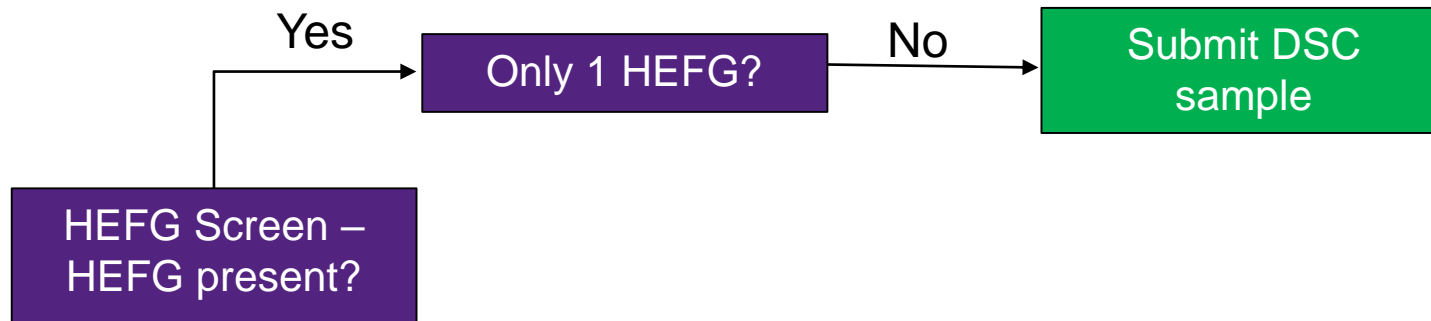 Yes
Only 1 HEFG?
No
Submit DSC
sample
HEFG Screen –
HEFG present?